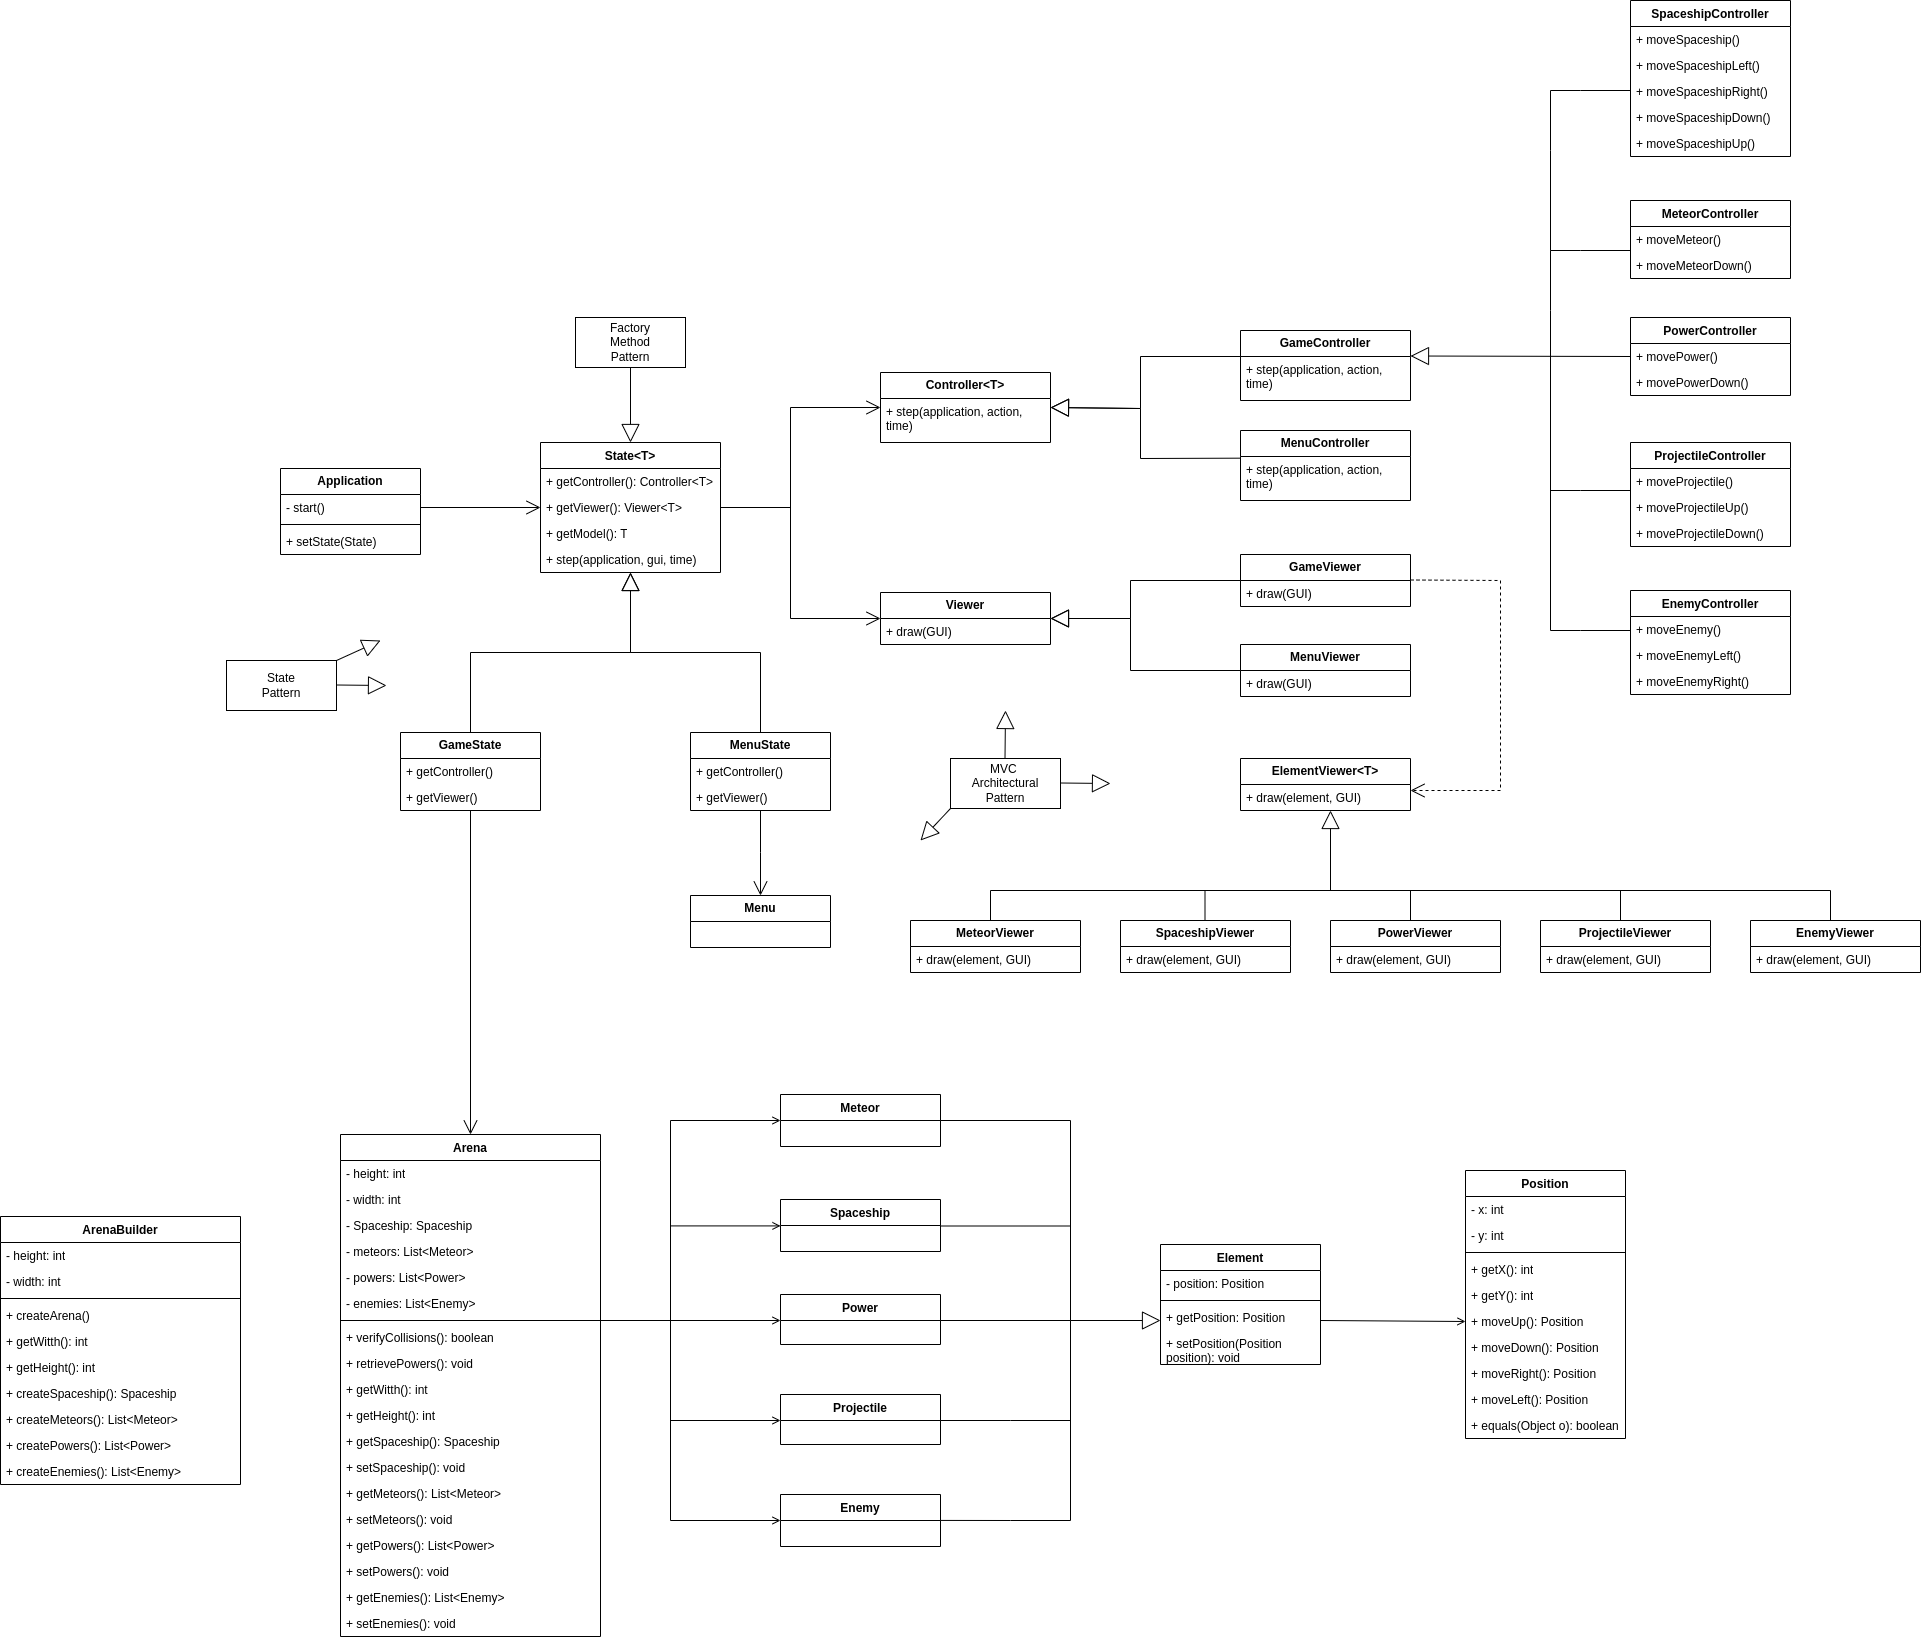 SpaceshipController
+ moveSpaceship()
+ moveSpaceshipLeft()
+ moveSpaceshipRight()
+ moveSpaceshipDown()
+ moveSpaceshipUp()
MeteorController
+ moveMeteor()
+ moveMeteorDown()
PowerController
+ movePower()
+ movePowerDown()
ProjectileController
+ moveProjectile()
+ moveProjectileUp()
+ moveProjectileDown()
EnemyController
+ moveEnemy()
+ moveEnemyLeft()
+ moveEnemyRight()
Factory
Method
Pattern
GameController
+ step(application, action,
time)
Controller<T>
+ step(application, action,
time)
MenuController
+ step(application, action,
time)
State<T>
+ getController(): Controller<T>
+ getViewer(): Viewer<T>
+ getModel(): T
+ step(application, gui, time)
Application
- start()
+ setState(State)
GameViewer
+ draw(GUI)
Viewer
+ draw(GUI)
MenuViewer
+ draw(GUI)
State
Pattern
GameState
+ getController()
+ getViewer()
MenuState
+ getController()
+ getViewer()
MVC
Architectural
Pattern
ElementViewer<T>
+ draw(element, GUI)
Menu
MeteorViewer
+ draw(element, GUI)
SpaceshipViewer
+ draw(element, GUI)
PowerViewer
+ draw(element, GUI)
ProjectileViewer
+ draw(element, GUI)
EnemyViewer
+ draw(element, GUI)
ArenaBuilder
- height: int
- width: int
+ createArena()
+ getWitth(): int
+ getHeight(): int
+ createSpaceship(): Spaceship
+ createMeteors(): List<Meteor>
+ createPowers(): List<Power>
+ createEnemies(): List<Enemy>
Arena
- height: int
- width: int
- Spaceship: Spaceship
- meteors: List<Meteor>
- powers: List<Power>
- enemies: List<Enemy>
+ verifyCollisions(): boolean
+ retrievePowers(): void
+ getWitth(): int
+ getHeight(): int
+ getSpaceship(): Spaceship
+ setSpaceship(): void
+ getMeteors(): List<Meteor>
+ setMeteors(): void
+ getPowers(): List<Power>
+ setPowers(): void
+ getEnemies(): List<Enemy>
+ setEnemies(): void
Meteor
Spaceship
Power
Projectile
Enemy
Element
- position: Position
+ getPosition: Position
+ setPosition(Position
position): void
Position
- x: int
- y: int
+ getX(): int
+ getY(): int
+ moveUp(): Position
+ moveDown(): Position
+ moveRight(): Position
+ moveLeft(): Position
+ equals(Object o): boolean